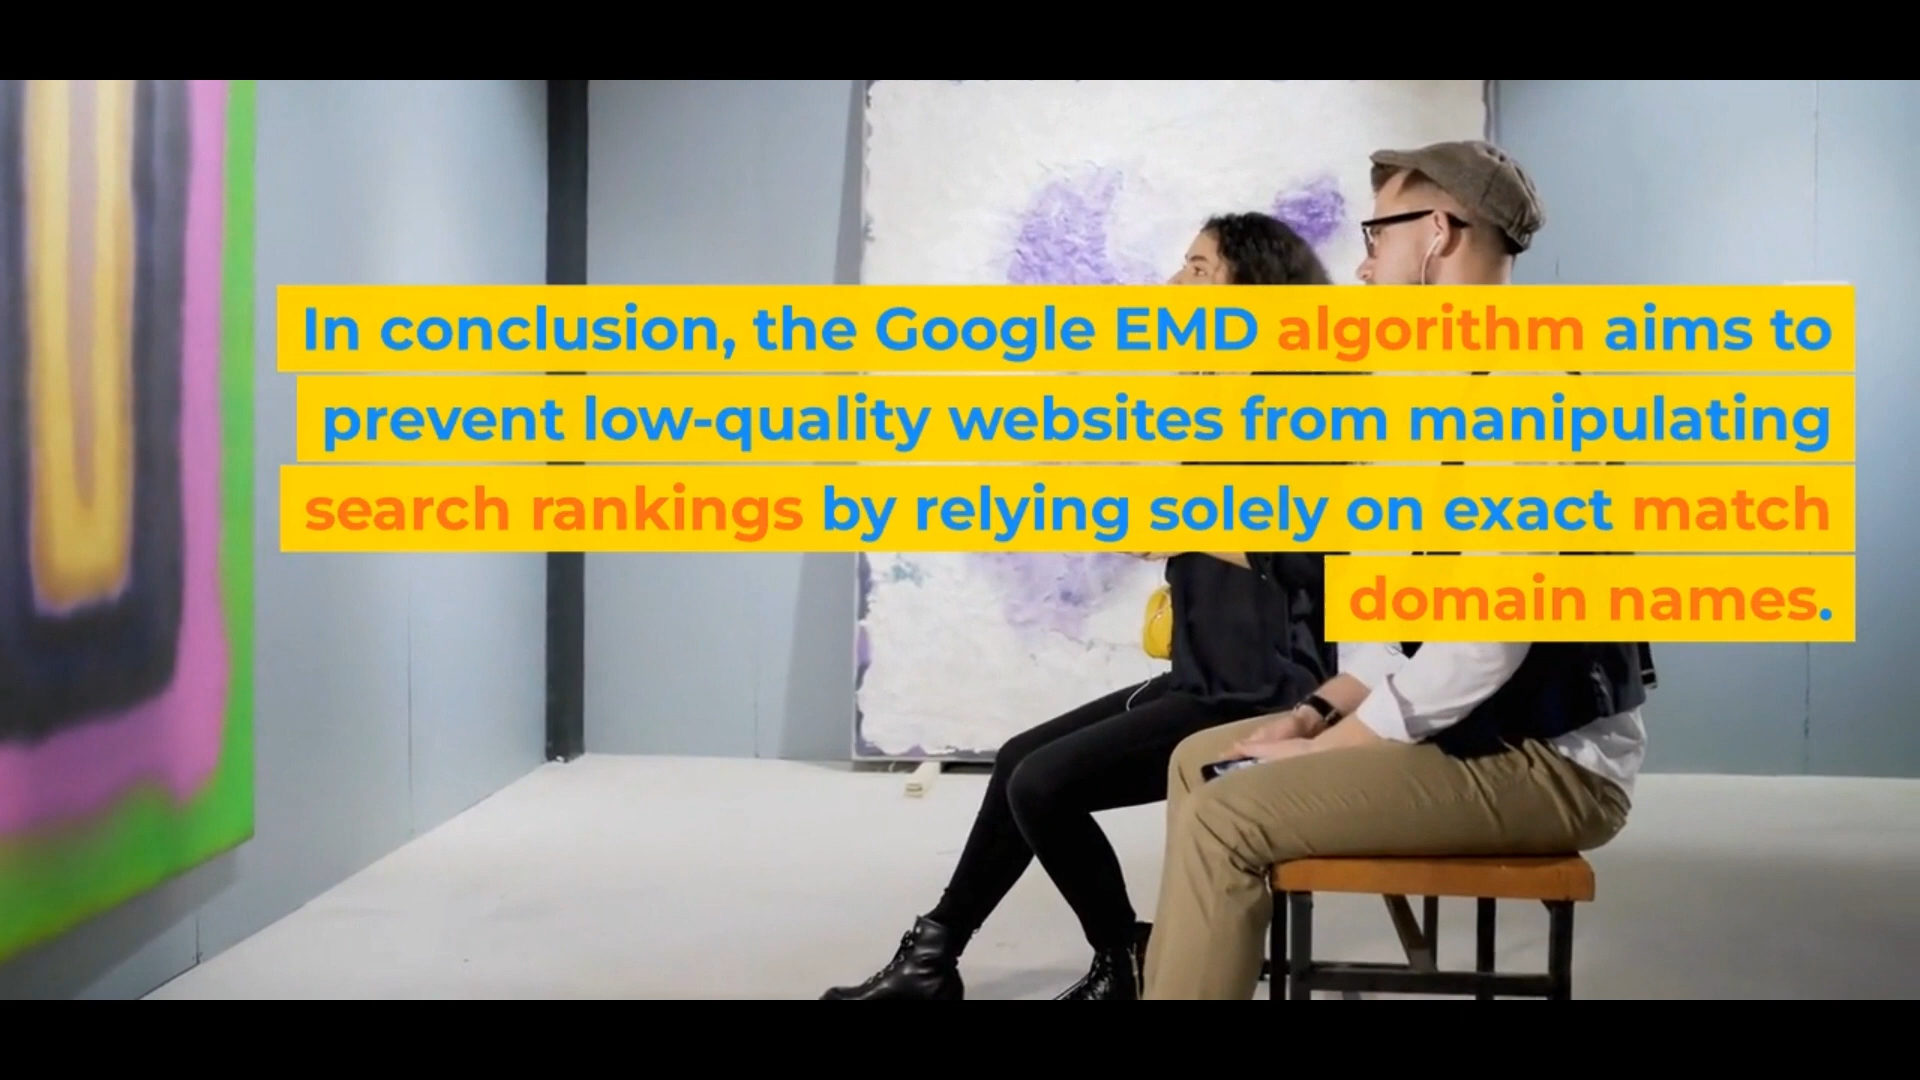 In conclusion, the Google EMD algorithm aims to
prevent low-quality websites from manipulating
search rankings by relying solely on exact match
domain names.